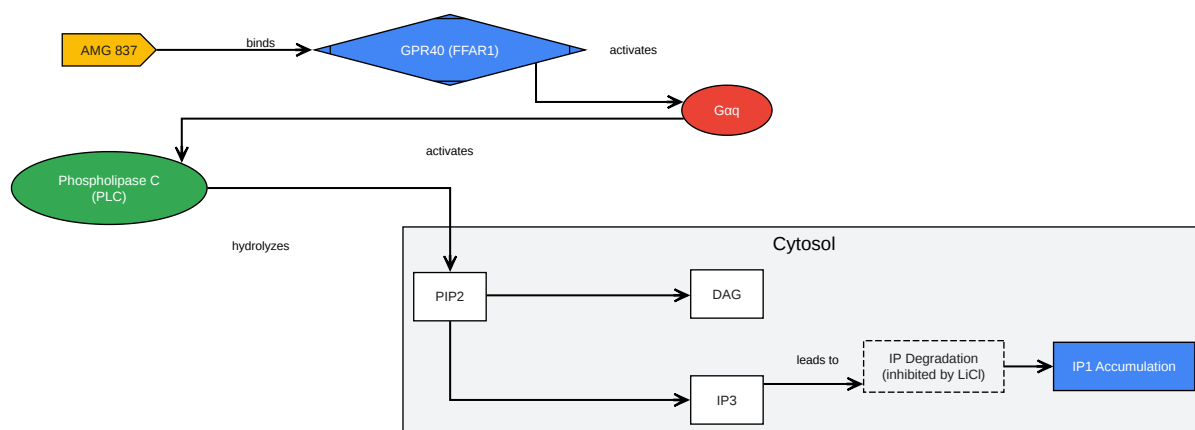 AMG 837
binds
GPR40 (FFAR1)
activates
Gαq
activates
Phospholipase C
(PLC)
hydrolyzes
Cytosol
PIP2
DAG
leads to
IP Degradation
(inhibited by LiCl)
IP1 Accumulation
IP3